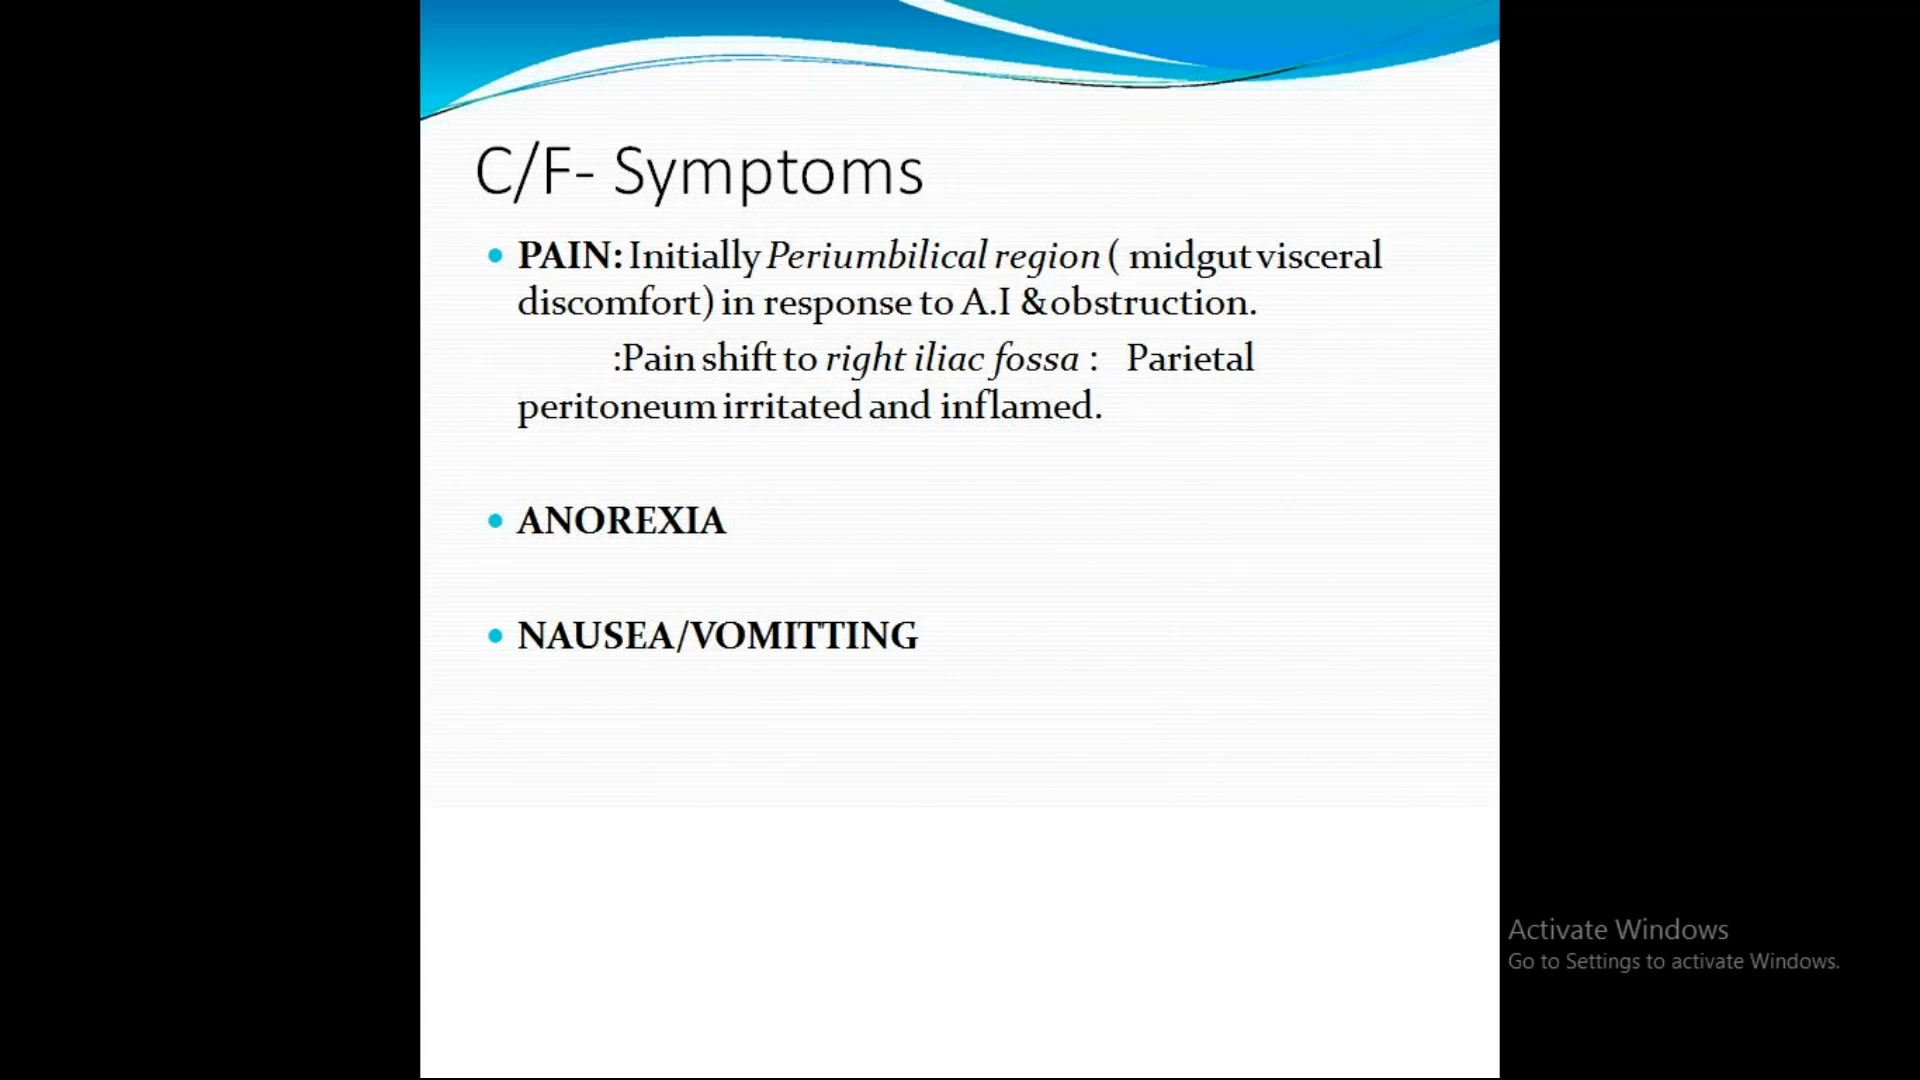 C/F- Symptoms
PAIN: Initially Periumbilical region ( midgut visceral
discomfort) in response to A.I &obstruction.
:Pain shift to right iliac fossa : Parietal
peritoneum irritated and inflamed.
ANOREXIA
NAUSEA/VOMITTING
Activate Windows
Go to Settings to activate Windows.